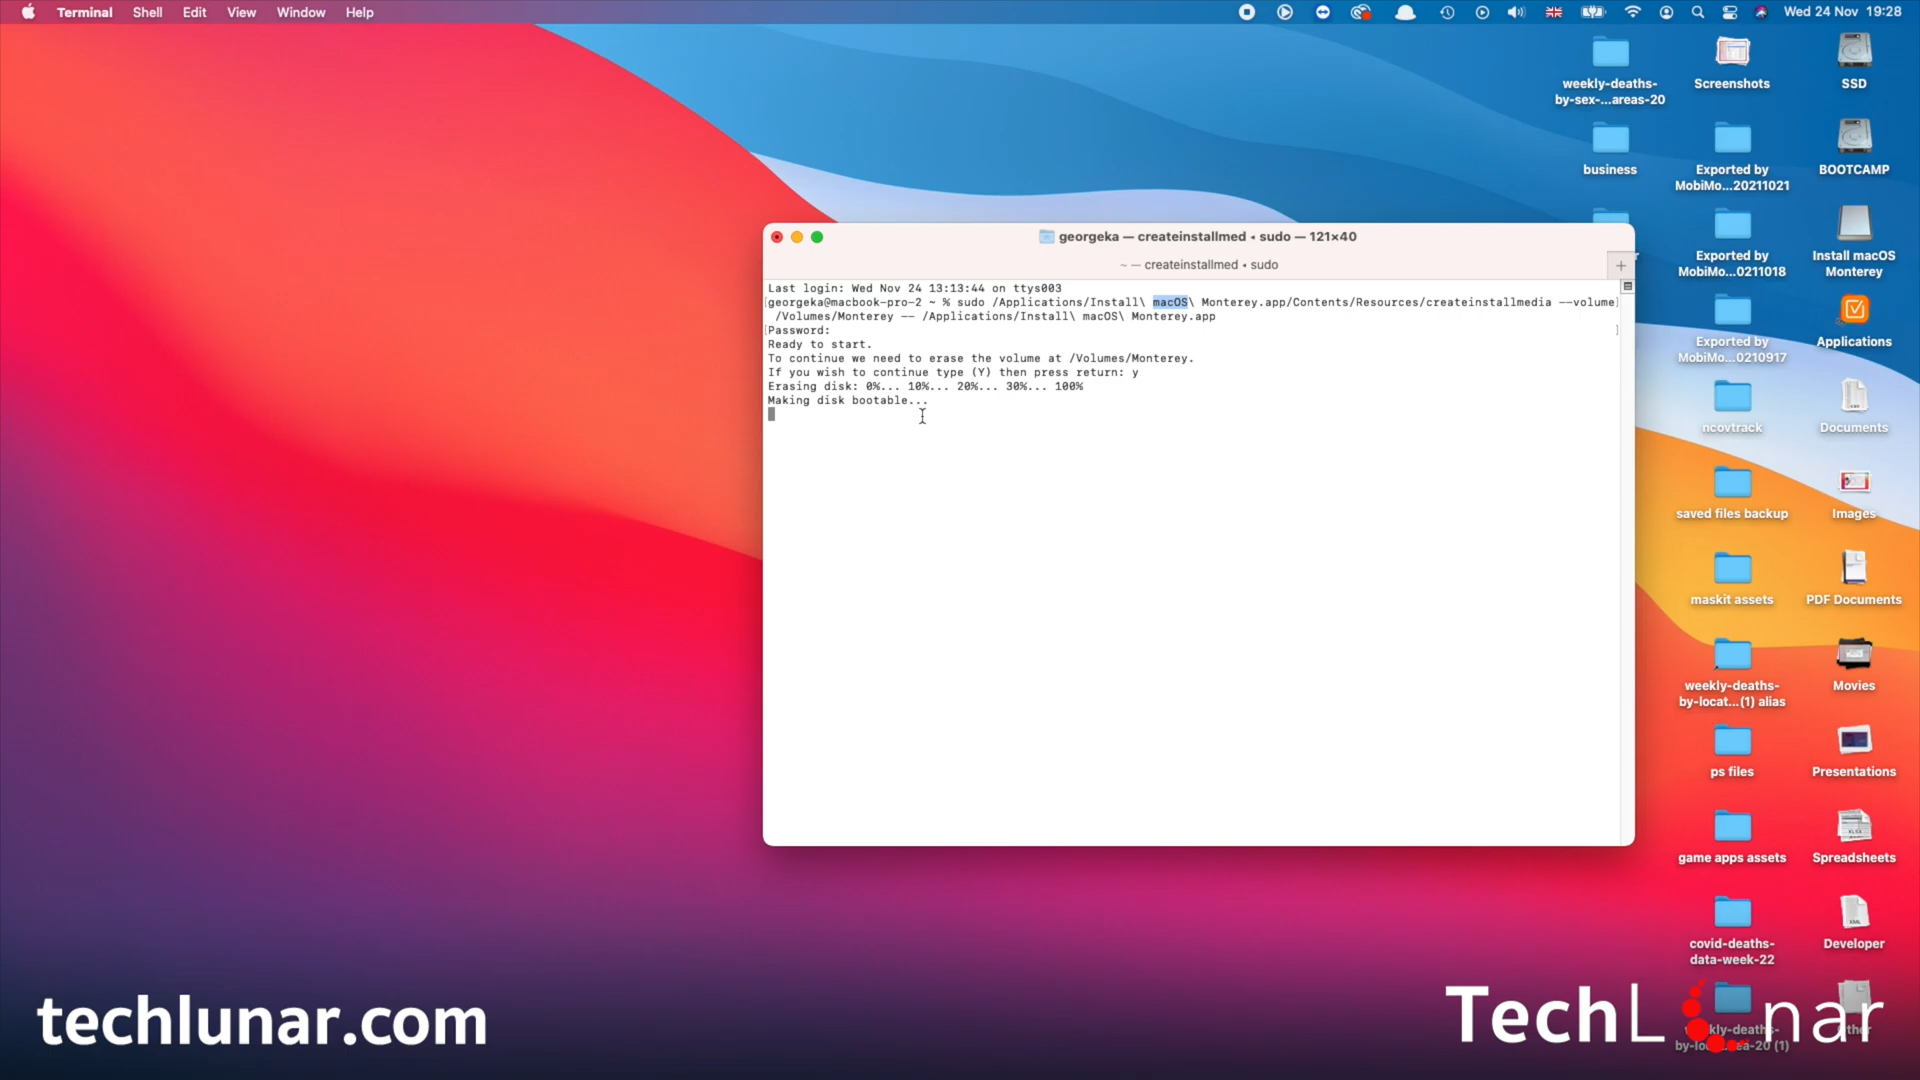 Terminal Shell Edit View Window Help
Wed 24 Nov 19:28
weekly-deaths-
by-sex-...areas-20
Screenshots
SSD
business
Exported by
MobiMo...20211021
BOOTCAMP
Exported by
MobiMo...0211018
Install macOS
Monterey
Exported by
MobiMo...0210917
Applications
ncovtrack
Documents
saved files backup
Images
maskit assets
PDF Documents
weekly-deaths-
by-locat...(1) alias
Movies
ps files
Presentations
game apps assets
Spreadsheets
covid-deaths-
data-week-22
Developer
georgeka — createinstallmed ◂ sudo — 121×40
~ — createinstallmed • sudo
Last login: Wed Nov 24 13:13:44 on ttys003
[georgeka@macbook-pro-2 ~ % sudo /Applications/Install\ macOS\ Monterey.app/Contents/Resources/createinstallmedia --volume]
/Volumes/Monterey -- /Applications/Install\ macOS\ Monterey.app
[Password: ]
Ready to start.
To continue we need to erase the volume at /Volumes/Monterey.
If you wish to continue type (Y) then press return: y
Erasing disk: 0%... 10%... 20%... 30%... 100%
Making disk bootable...
techlunar.com
TechLunar